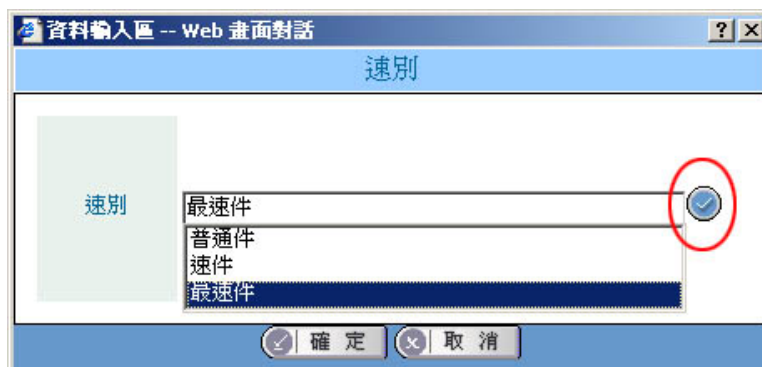 資料輸入區 -- Web 畫面對話
速別
速別
最速件
普通件
速件
最速件
確 定
取 消